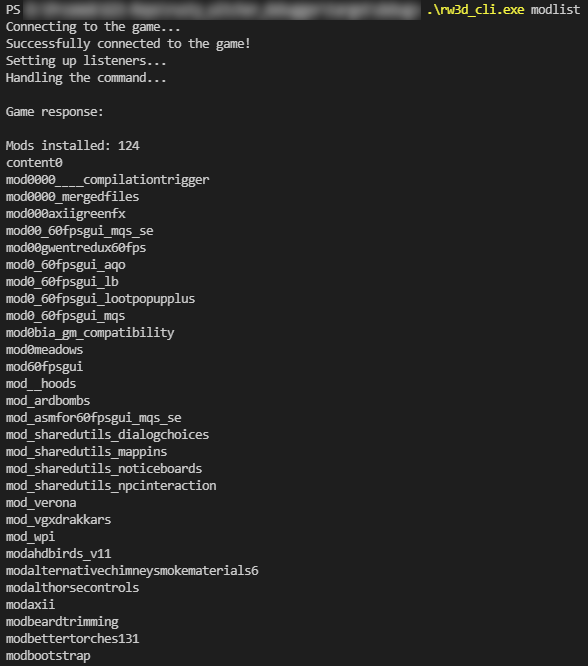 PS .\rw3d_cli.exe modlist
Connecting to the game...
Successfully connected to the game!
Setting up listeners...
Handling the command...
Game response:
Mods installed: 124
content0
mod0000____compilationtrigger
mod0000_mergedfiles
mod000axiigreenfx
mod00_60fpsgui_mqs_se
mod00gwentredux60fps
mod0_60fpsgui_aqo
mod0_60fpsgui_lb
mod0_60fpsgui_lootpopupplus
mod0_60fpsgui_mqs
mod0bia_gm_compatibility
mod0meadows
mod60fpsgui
mod__hoods
mod_ardbombs
mod_asmfor60fpsgui_mqs_se
mod_sharedutils_dialogchoices
mod_sharedutils_mappins
mod_sharedutils_noticeboards
mod_sharedutils_npcinteraction
mod_verona
mod_vgxdrakkars
mod_wpi
modahdbirds_v11
modalternativechimneysmokematerials6
modalthorsecontrols
modaxii
modbeardtrimming
modbettertorches131
modbootstrap